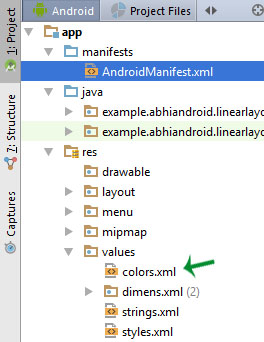 Android
Project Files
1: Project
7: Structure
Captures
app
manifests
AndroidManifest.xml
java
example.abhiandroid.linearlayo
example.abhiandroid.linearlayo
res
drawable
layout
menu
mipmap
values
colors.xml
dimens.xml (2)
strings.xml
styles.xml